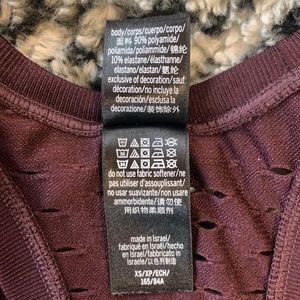 body/corps/cuerpo/corpo/
面料 90% polyamide/
poliamida/poliammide/锦纶
10% elastane/élasthanne/
elastano/elastan/氨纶
exclusive of decoration/sauf
décoration/no incluye la
decoración/esclusa la
decorazione/装饰除外
do not use fabric softener/ne
pas utiliser d'assouplissant/
no usar suavizante/non usare
ammorbidente/请勿使
用织物柔顺剂
made in Israel/
fabriqué en Israël/hecho
en Israel/fabbricato in
Israele/以色列制造
XS/XP/ECH/
165/84A